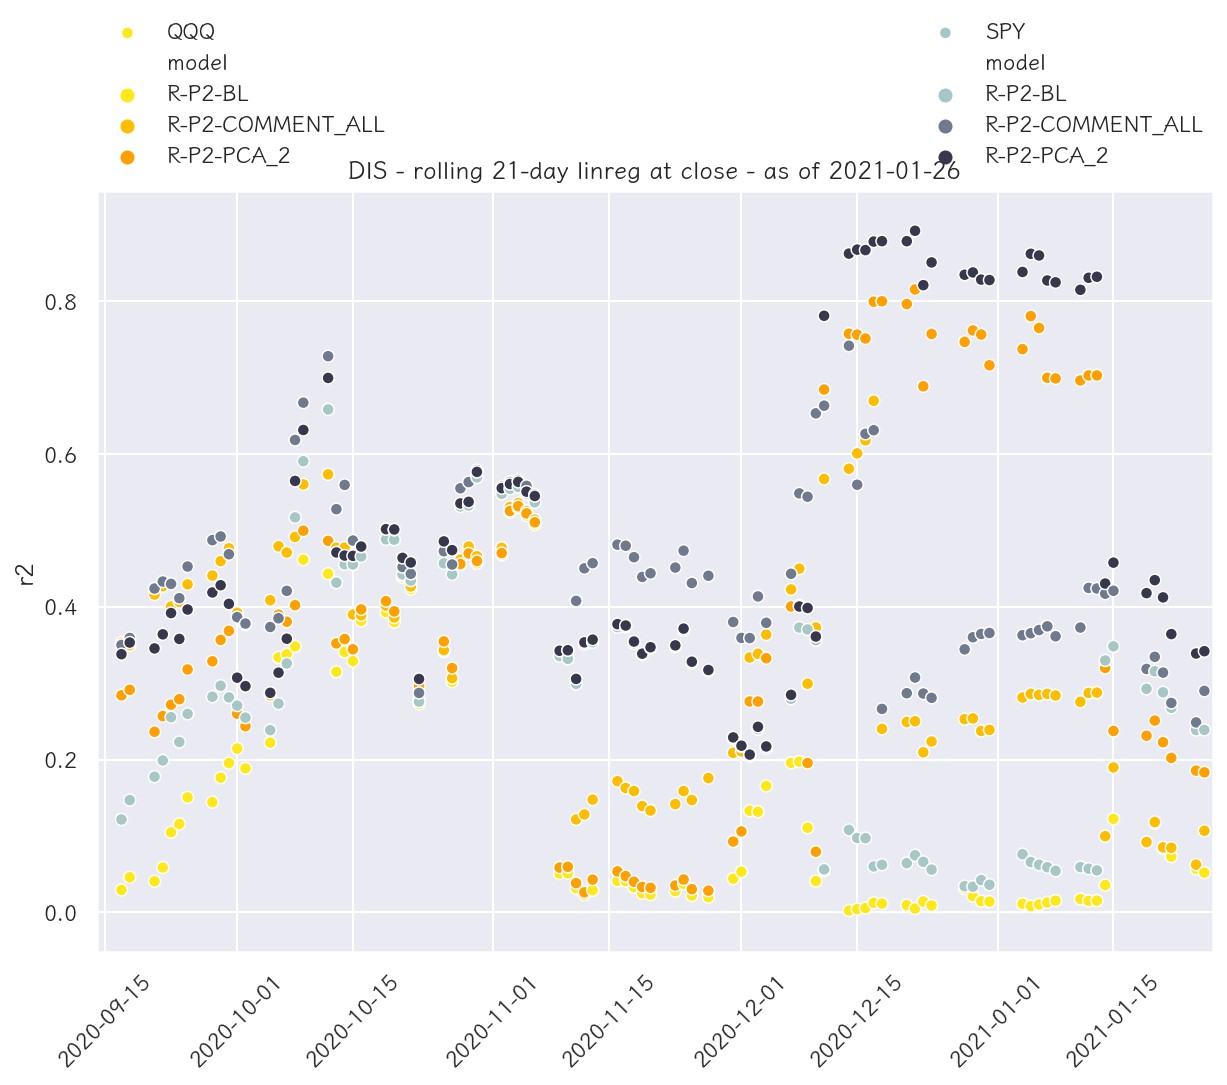 QQQ
model
R-P2-BL
R-P2-COMMENT_ALL
R-P2-PCA_2
SPY
model
R-P2-BL
R-P2-COMMENT_ALL
R-P2-PCA_2
DIS - rolling 21-day linreg at close - as of 2021-01-26
r2
0.8
0.6
0.4
0.2
0.0
2020-09-15
2020-10-01
2020-10-15
2020-11-01
2020-11-15
2020-12-01
2020-12-15
2021-01-01
2021-01-15